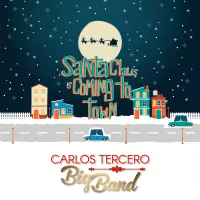 Santa Claus
is Coming to
Town
CARLOS TERCERO
Big Band